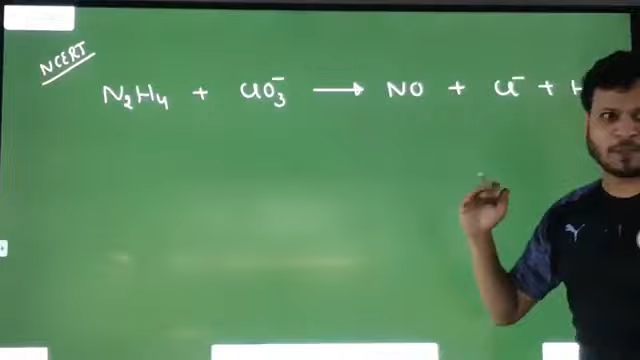 NCERT
N₂H₄ + ClO₃⁻ → NO + Cl⁻ + H